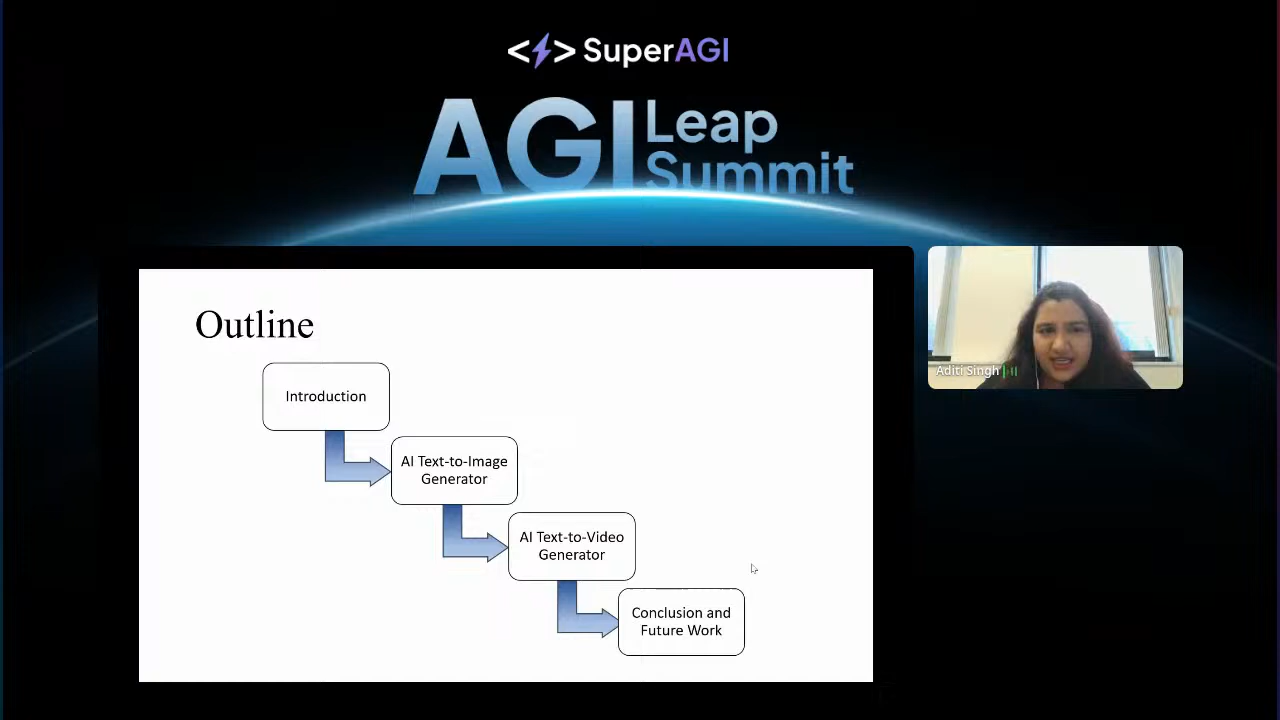 <⚡> SuperAGI
AGI Leap
Summit
Outline
Introduction
AI Text-to-Image
Generator
AI Text-to-Video
Generator
Conclusion and
Future Work
Aditi Singh